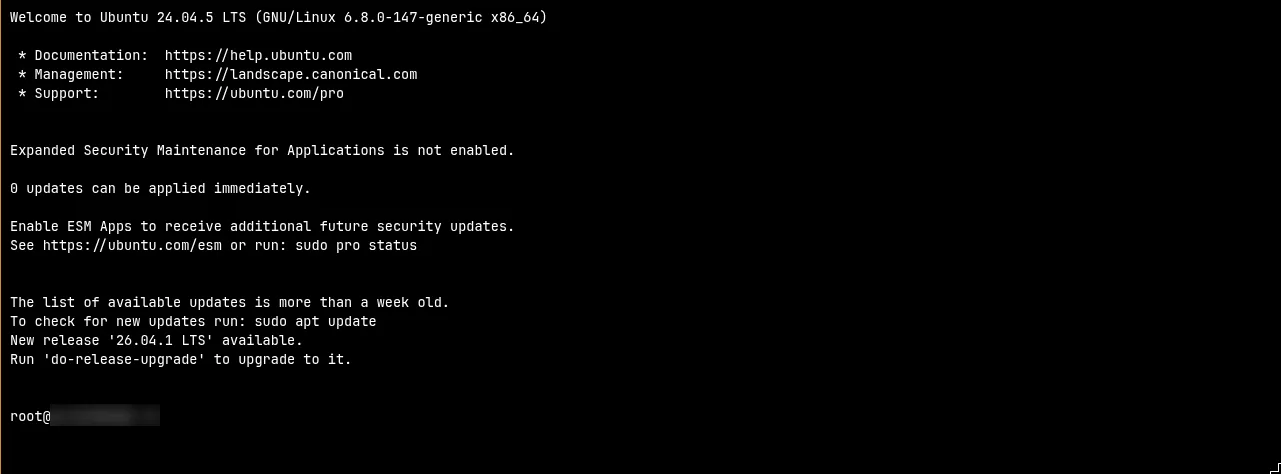 Welcome to Ubuntu 24.04.5 LTS (GNU/Linux 6.8.0-147-generic x86_64)
* Documentation: https://help.ubuntu.com
* Management: https://landscape.canonical.com
* Support: https://ubuntu.com/pro
Expanded Security Maintenance for Applications is not enabled.
0 updates can be applied immediately.
Enable ESM Apps to receive additional future security updates.
See https://ubuntu.com/esm or run: sudo pro status
The list of available updates is more than a week old.
To check for new updates run: sudo apt update
New release '26.04.1 LTS' available.
Run 'do-release-upgrade' to upgrade to it.
root@